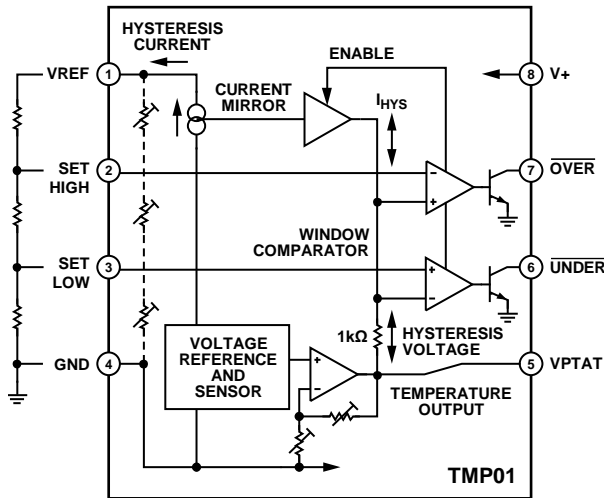 HYSTERESIS
CURRENT
VREF
1
CURRENT
MIRROR
ENABLE
IHYS
8
V+
SET
HIGH
2
7
OVER
WINDOW
COMPARATOR
SET
LOW
3
6
UNDER
GND
4
VOLTAGE
REFERENCE
AND
SENSOR
1kΩ
HYSTERESIS
VOLTAGE
5
VPTAT
TEMPERATURE
OUTPUT
TMP01